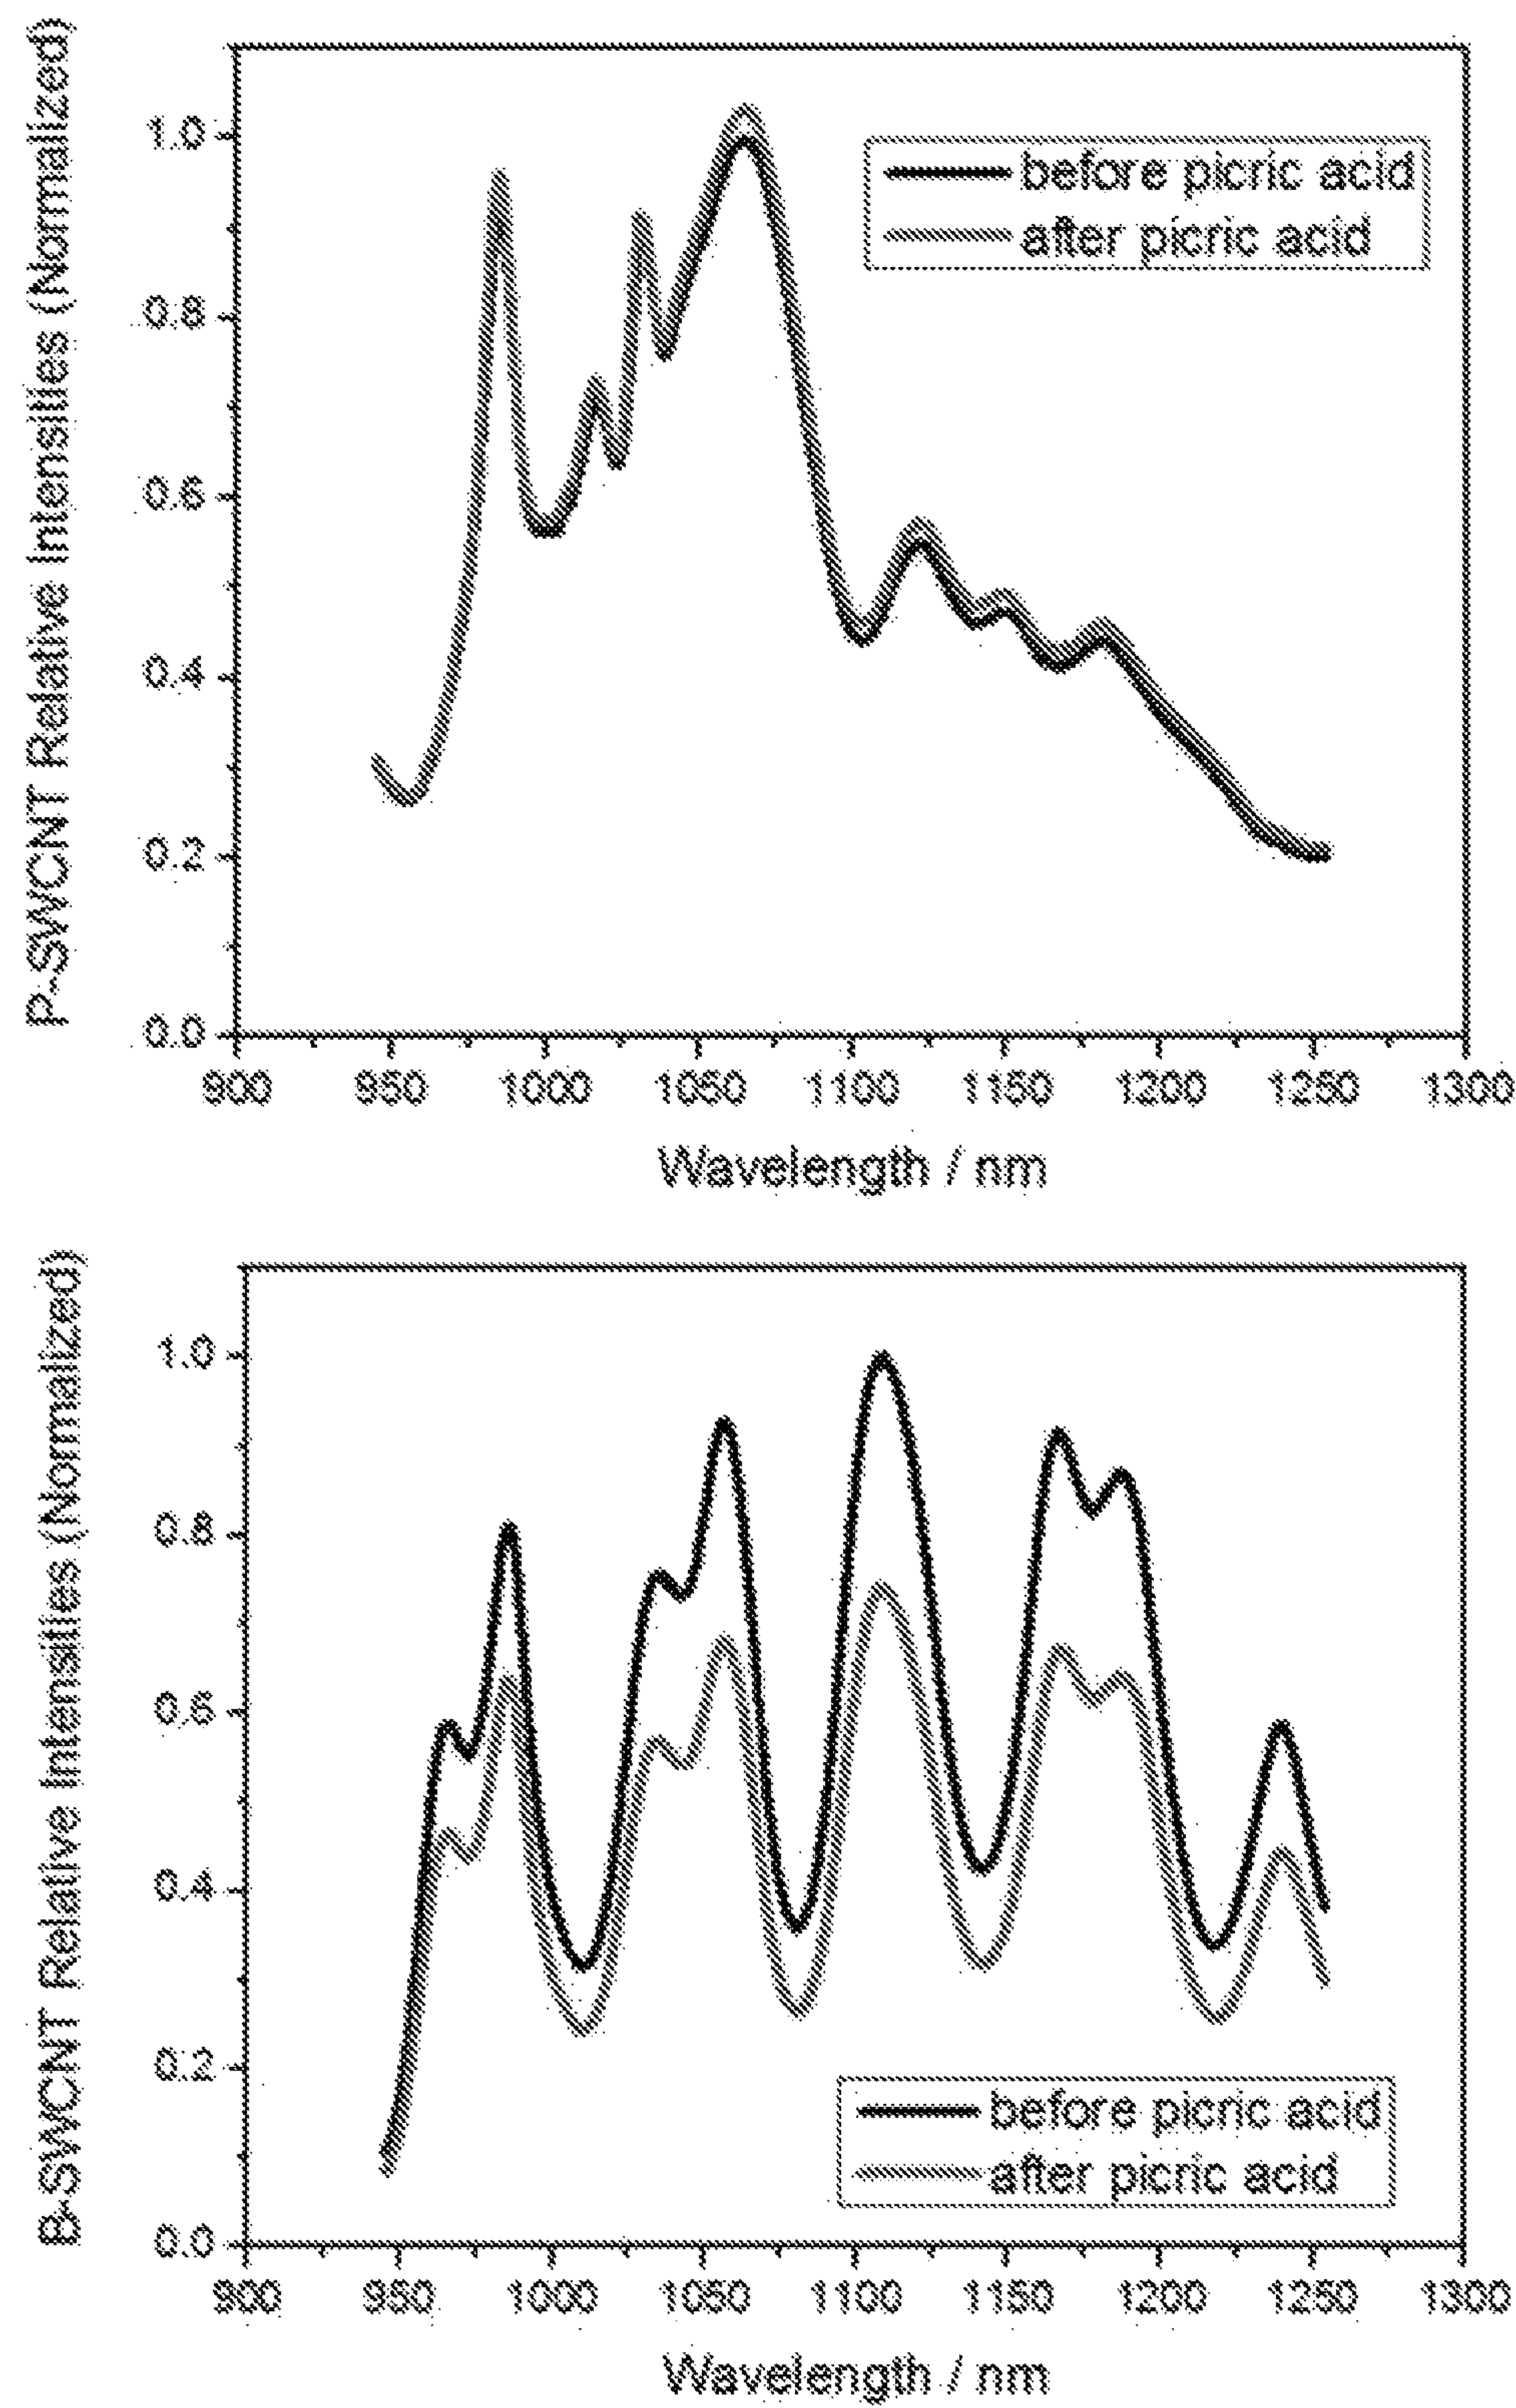 P-SWCNT Relative Intensities (Normalized)
1.0
0.8
0.6
0.4
0.2
0.0
before picric acid
after picric acid
900 950 1000 1050 1100 1150 1200 1250 1300
Wavelength / nm
B-SWCNT Relative Intensities (Normalized)
1.0
0.8
0.6
0.4
0.2
0.0
before picric acid
after picric acid
900 950 1000 1050 1100 1150 1200 1250 1300
Wavelength / nm